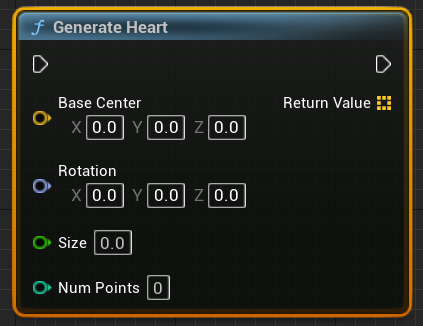 f Generate Heart
Base Center
Return Value
X 0.0 Y 0.0 Z 0.0
Rotation
X 0.0 Y 0.0 Z 0.0
Size 0.0
Num Points 0